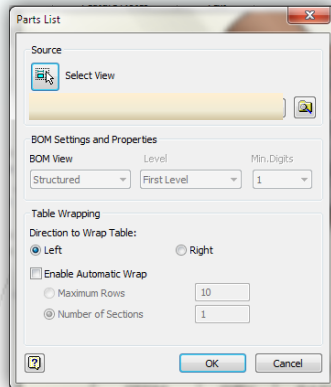 Parts List
Source
Select View
BOM Settings and Properties
BOM View Level Min.Digits
Structured First Level 1
Table Wrapping
Direction to Wrap Table:
Left Right
Enable Automatic Wrap
Maximum Rows 10
Number of Sections 1
OK Cancel